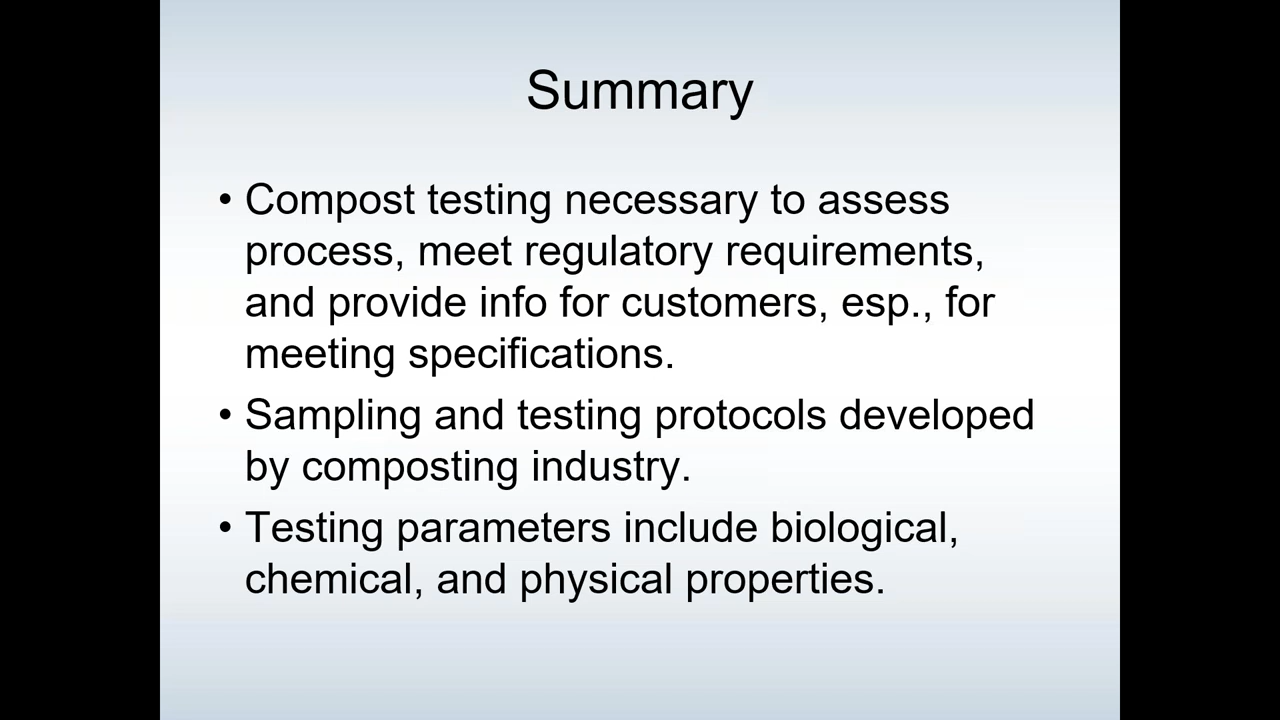 Summary
• Compost testing necessary to assess
process, meet regulatory requirements,
and provide info for customers, esp., for
meeting specifications.
• Sampling and testing protocols developed
by composting industry.
• Testing parameters include biological,
chemical, and physical properties.